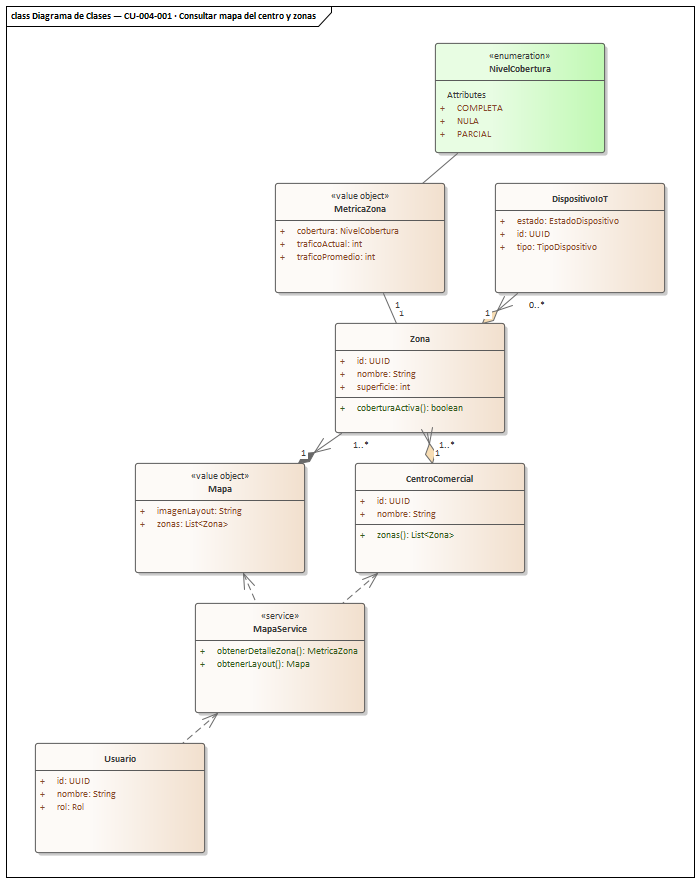 class Diagrama de Clases — CU-004-001 · Consultar mapa del centro y zonas
«enumeration»
NivelCobertura
Attributes
+ COMPLETA
+ NULA
+ PARCIAL
«value object»
MetricaZona
+ cobertura: NivelCobertura
+ traficoActual: int
+ traficoPromedio: int
DispositivoIoT
+ estado: EstadoDispositivo
+ id: UUID
+ tipo: TipoDispositivo
1
1
1
0..*
Zona
+ id: UUID
+ nombre: String
+ superficie: int
+ coberturaActiva(): boolean
1
1..*
1..*
1
«value object»
Mapa
+ imagenLayout: String
+ zonas: List<Zona>
CentroComercial
+ id: UUID
+ nombre: String
+ zonas(): List<Zona>
«service»
MapaService
+ obtenerDetalleZona(): MetricaZona
+ obtenerLayout(): Mapa
Usuario
+ id: UUID
+ nombre: String
+ rol: Rol